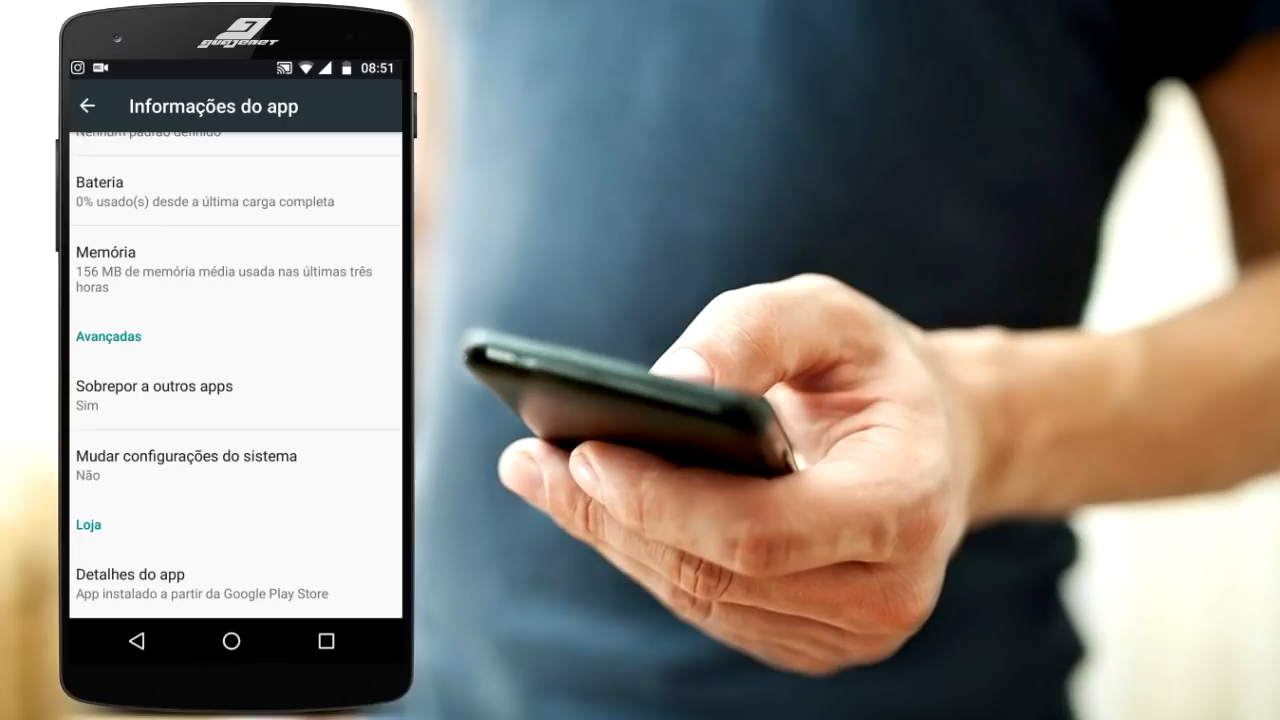 guajenet
08:51
Informações do app
Nenhum padrão definido
Bateria
0% usado(s) desde a última carga completa
Memória
156 MB de memória média usada nas últimas três
horas
Avançadas
Sobrepor a outros apps
Sim
Mudar configurações do sistema
Não
Loja
Detalhes do app
App instalado a partir da Google Play Store